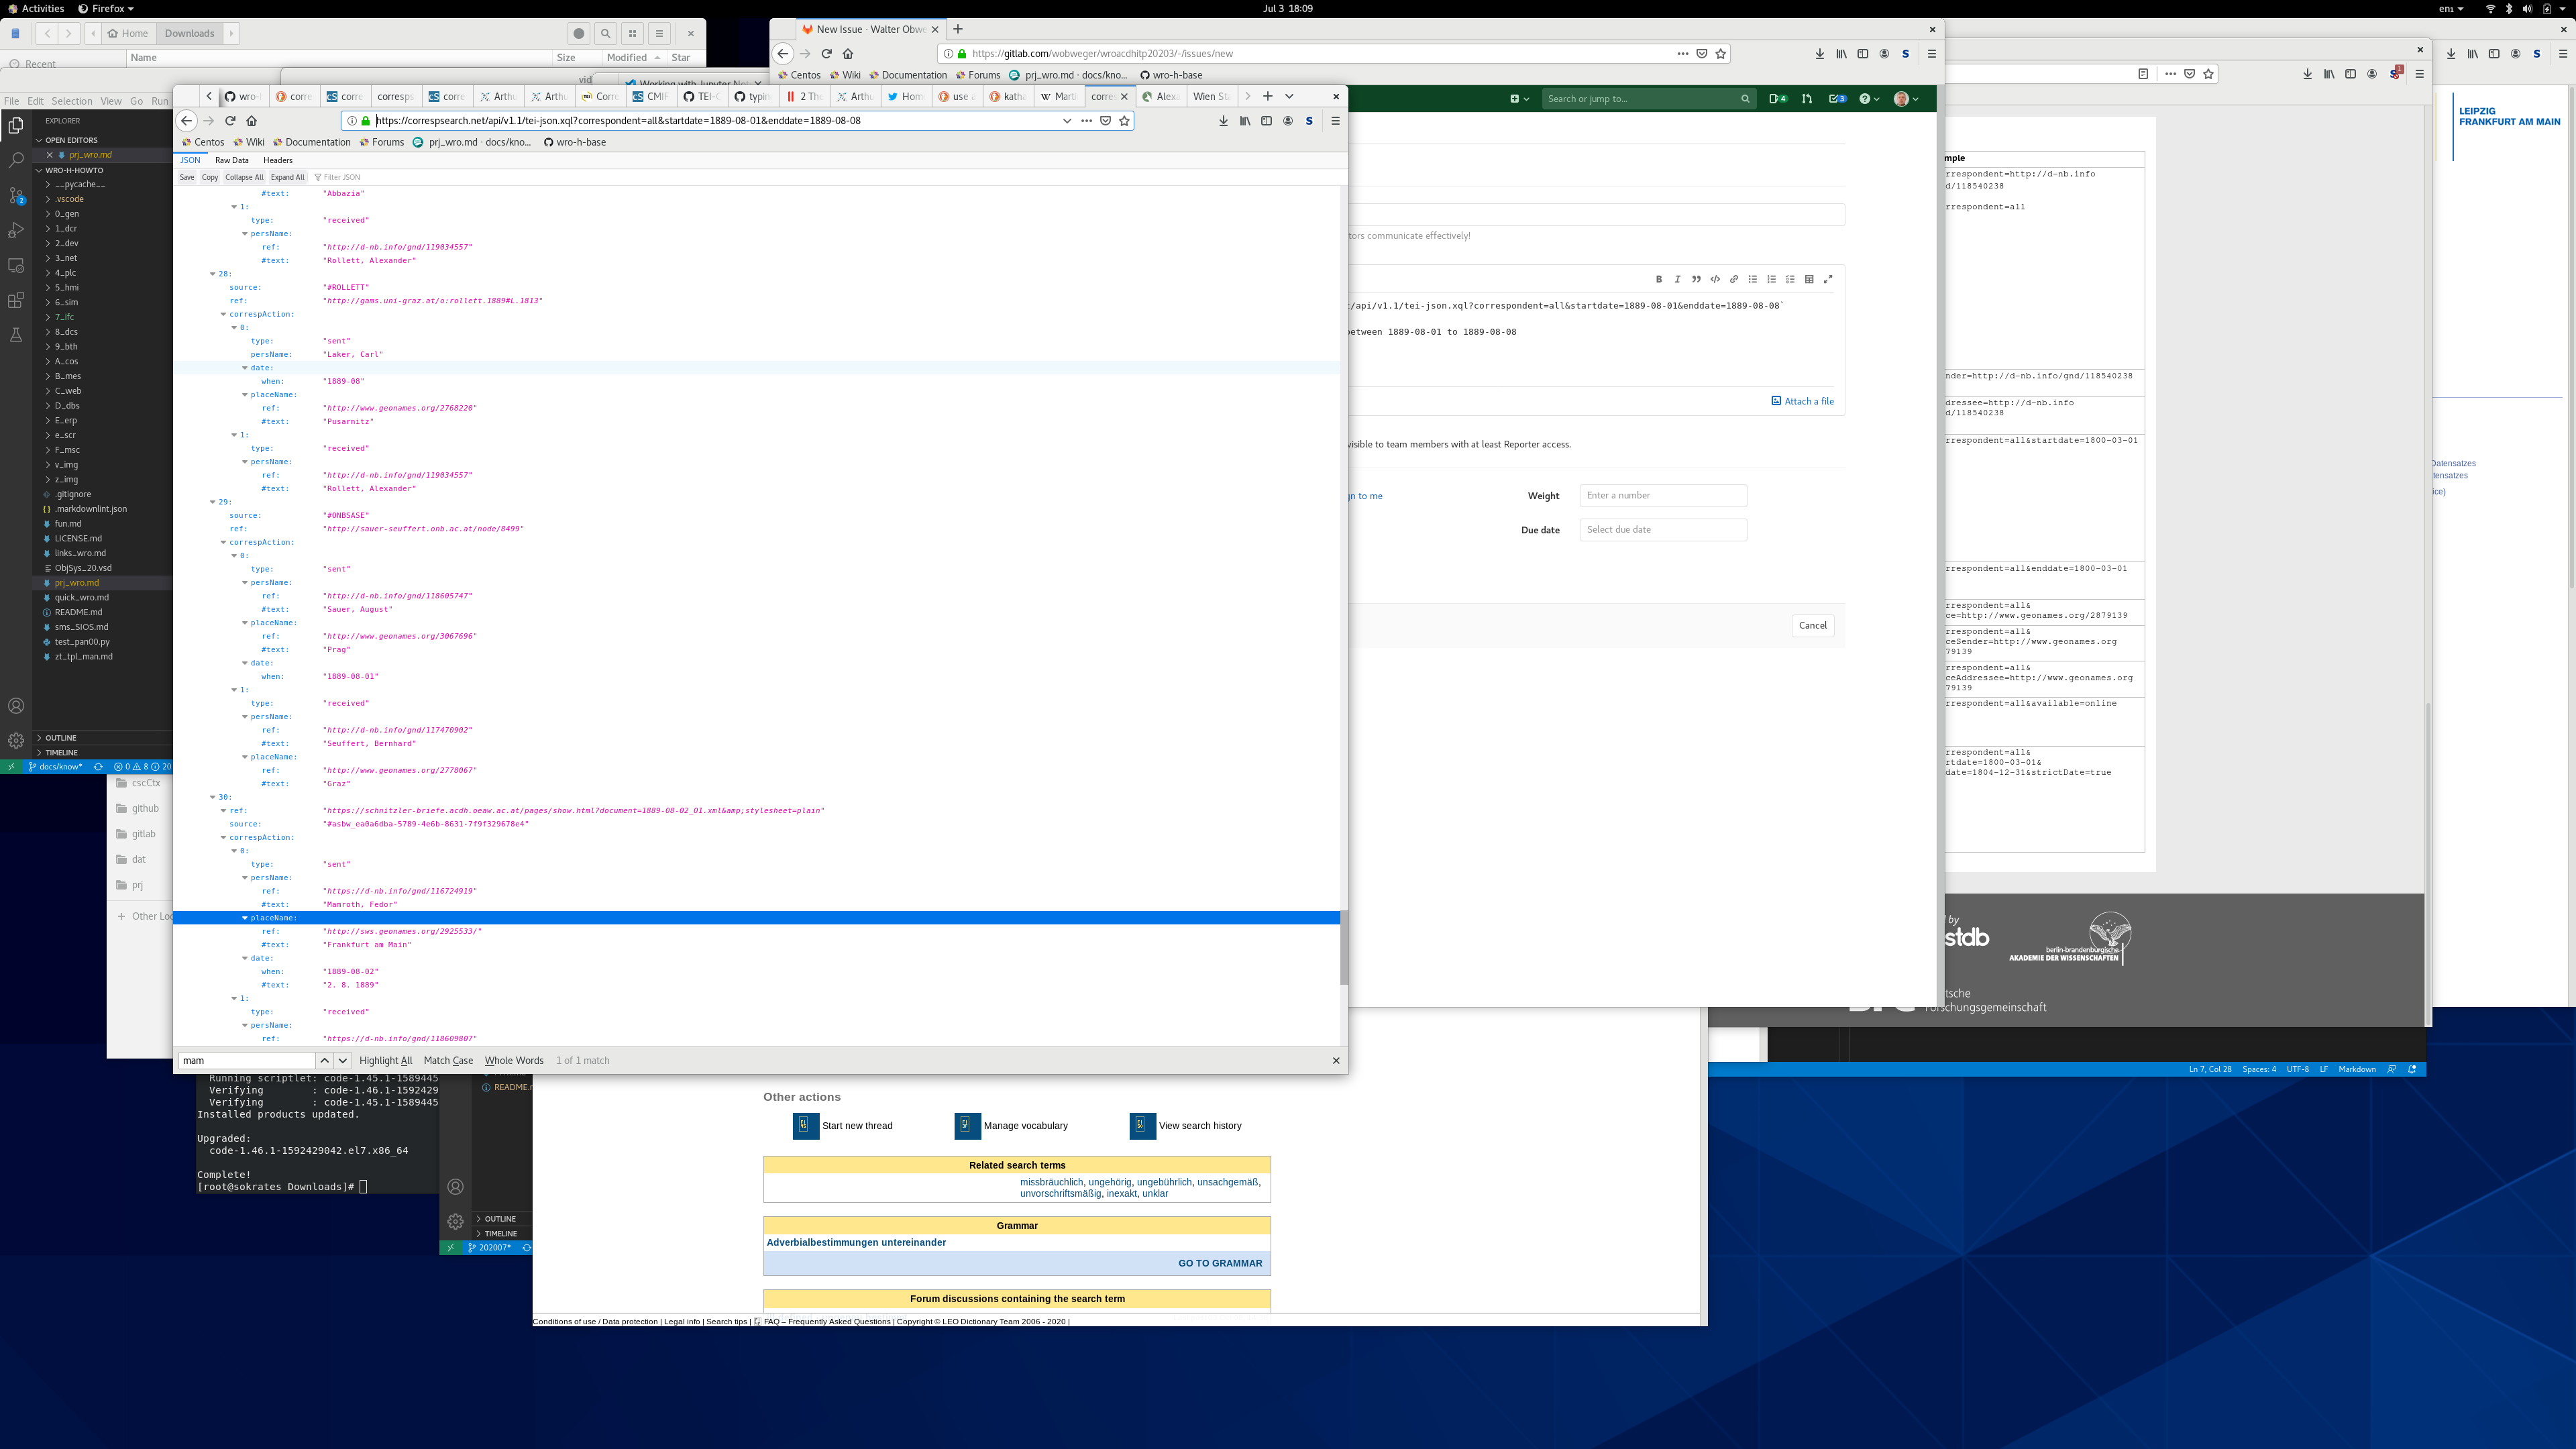 Activities
Firefox
Jul 3 18:09
en₁
Home
Downloads
Recent
Name
Size
Modified
Star
File Edit Selection View Go Run
EXPLORER
OPEN EDITORS
prj_wro.md
WRO-H-HOWTO
__pycache__
.vscode
0_gen
1_dcr
2_dev
3_net
4_plc
5_hmi
6_sim
7_ifc
8_dcs
9_bth
A_cos
B_mes
C_web
D_dbs
E_erp
e_scr
F_msc
v_img
z_img
.gitignore
.markdownlint.json
fun.md
LICENSE.md
links_wro.md
ObjSys_20.vsd
prj_wro.md
quick_wro.md
README.md
sms_SIOS.md
test_pan00.py
zt_tpl_man.md
OUTLINE
TIMELINE
docs/know* 0 8 20
cscCtx
github
gitlab
dat
prj
Other Loc
https://correspsearch.net/api/v1.1/tei-json.xql?correspondent=all&startdate=1889-08-01&enddate=1889-08-08
Centos Wiki Documentation Forums prj_wro.md · docs/kno... wro-h-base
JSON Raw Data Headers
Save Copy Collapse All Expand All Filter JSON
#text: "Abbazia"
1:
type: "received"
persName:
ref: "http://d-nb.info/gnd/119034557"
#text: "Rollett, Alexander"
28:
source: "#ROLLETT"
ref: "http://gams.uni-graz.at/o:rollett.1889#L.1813"
correspAction:
0:
type: "sent"
persName: "Laker, Carl"
date:
when: "1889-08"
placeName:
ref: "http://www.geonames.org/2768220"
#text: "Pusarnitz"
1:
type: "received"
persName:
ref: "http://d-nb.info/gnd/119034557"
#text: "Rollett, Alexander"
29:
source: "#ONBSASE"
ref: "http://sauer-seuffert.onb.ac.at/node/8499"
correspAction:
0:
type: "sent"
persName:
ref: "http://d-nb.info/gnd/118605747"
#text: "Sauer, August"
placeName:
ref: "http://www.geonames.org/3067696"
#text: "Prag"
date:
when: "1889-08-01"
1:
type: "received"
persName:
ref: "http://d-nb.info/gnd/117470902"
#text: "Seuffert, Bernhard"
placeName:
ref: "http://www.geonames.org/2778067"
#text: "Graz"
30:
ref: "https://schnitzler-briefe.acdh.oeaw.ac.at/pages/show.html?document=1889-08-02_01.xml&amp;stylesheet=plain"
source: "#asbw_ea0a6dba-5789-4e6b-8631-7f9f329678e4"
correspAction:
0:
type: "sent"
persName:
ref: "https://d-nb.info/gnd/116724919"
#text: "Mamroth, Fedor"
placeName:
ref: "http://sws.geonames.org/2925533/"
#text: "Frankfurt am Main"
date:
when: "1889-08-02"
#text: "2. 8. 1889"
1:
type: "received"
persName:
ref: "https://d-nb.info/gnd/118609807"
mam
Highlight All Match Case Whole Words 1 of 1 match
New Issue · Walter Obwe
https://gitlab.com/wobweger/wroacdhitp20203/-/issues/new
Centos Wiki Documentation Forums prj_wro.md · docs/kno... wro-h-base
Search or jump to...
4
3
tors communicate effectively!
/api/v1.1/tei-json.xql?correspondent=all&startdate=1889-08-01&enddate=1889-08-08`
between 1889-08-01 to 1889-08-08
Attach a file
visible to team members with at least Reporter access.
gn to me
Weight
Enter a number
Due date
Select due date
Cancel
mple
rrespondent=http://d-nb.info
d/118540238
rrespondent=all
nder=http://d-nb.info/gnd/118540238
dressee=http://d-nb.info
d/118540238
rrespondent=all&startdate=1800-03-01
rrespondent=all&enddate=1800-03-01
rrespondent=all&
ce=http://www.geonames.org/2879139
rrespondent=all&
ceSender=http://www.geonames.org
79139
rrespondent=all&
ceAddressee=http://www.geonames.org
79139
rrespondent=all&available=online
rrespondent=all&
rtdate=1800-03-01&
date=1804-12-31&strictDate=true
by
stdb
berlin-brandenburgische
AKADEMIE DER WISSENSCHAFTEN
tsche
Forschungsgemeinschaft
LEIPZIG
FRANKFURT AM MAIN
Datensatzes
tensatzes
ice)
Ln 7, Col 28 Spaces: 4 UTF-8 LF Markdown
Running scriptlet: code-1.45.1-1589445
Verifying : code-1.46.1-1592429
Verifying : code-1.45.1-1589445
Installed products updated.
Upgraded:
code-1.46.1-1592429042.el7.x86_64
Complete!
[root@sokrates Downloads]#
README.m
OUTLINE
TIMELINE
202007*
Other actions
Start new thread
Manage vocabulary
View search history
Related search terms
missbräuchlich, ungehörig, ungebührlich, unsachgemäß,
unvorschriftsmäßig, inexakt, unklar
Grammar
Adverbialbestimmungen untereinander
GO TO GRAMMAR
Forum discussions containing the search term
Conditions of use / Data protection | Legal info | Search tips | FAQ – Frequently Asked Questions | Copyright © LEO Dictionary Team 2006 - 2020 |